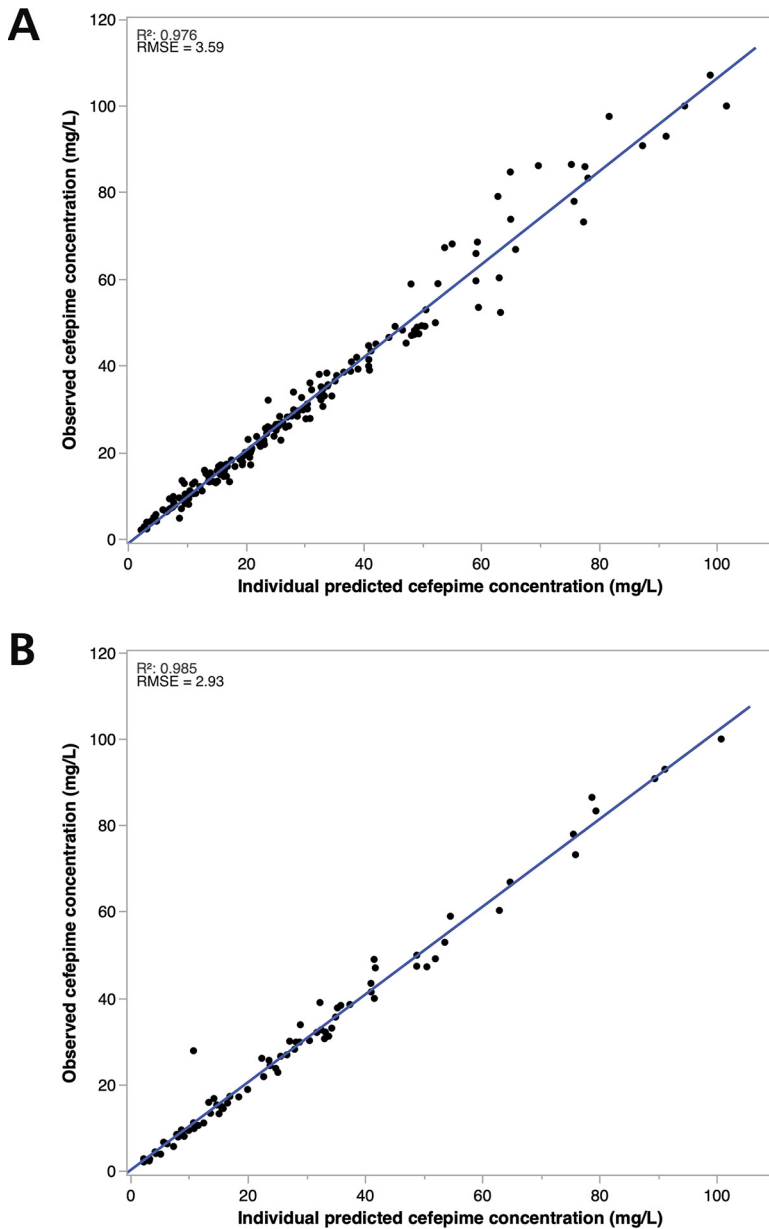 A
R²: 0.976
RMSE = 3.59
Observed cefepime concentration (mg/L)
120
100
80
60
40
20
0
0 20 40 60 80 100
Individual predicted cefepime concentration (mg/L)
B
R²: 0.985
RMSE = 2.93
Observed cefepime concentration (mg/L)
120
100
80
60
40
20
0
0 20 40 60 80 100
Individual predicted cefepime concentration (mg/L)